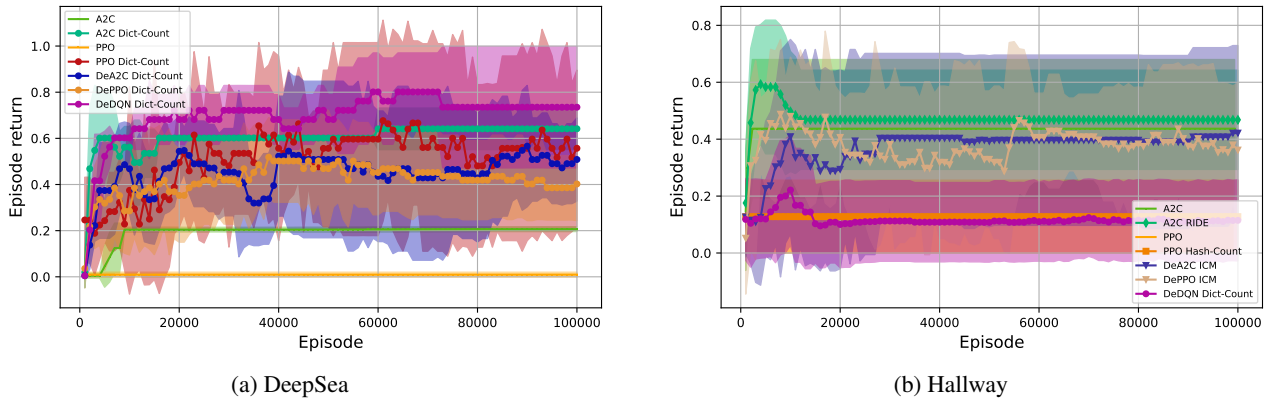 A2C
A2C Dict-Count
PPO
PPO Dict-Count
DeA2C Dict-Count
DePPO Dict-Count
DeDQN Dict-Count
1.0
0.8
0.6
0.4
0.2
0.0
Episode return
0 20000 40000 60000 80000 100000
Episode
(a) DeepSea
0.8
0.6
0.4
0.2
0.0
Episode return
A2C
A2C RIDE
PPO
PPO Hash-Count
DeA2C ICM
DePPO ICM
DeDQN Dict-Count
0 20000 40000 60000 80000 100000
Episode
(b) Hallway